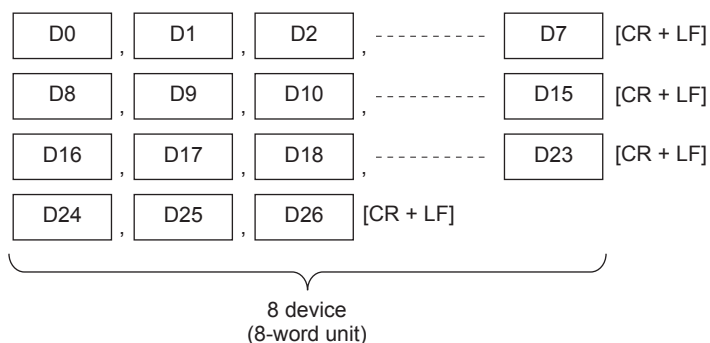 D0 , D1 , D2 , ---------- D7 [CR + LF]
D8 , D9 , D10 , ---------- D15 [CR + LF]
D16 , D17 , D18 , ---------- D23 [CR + LF]
D24 , D25 , D26 [CR + LF]
8 device
(8-word unit)